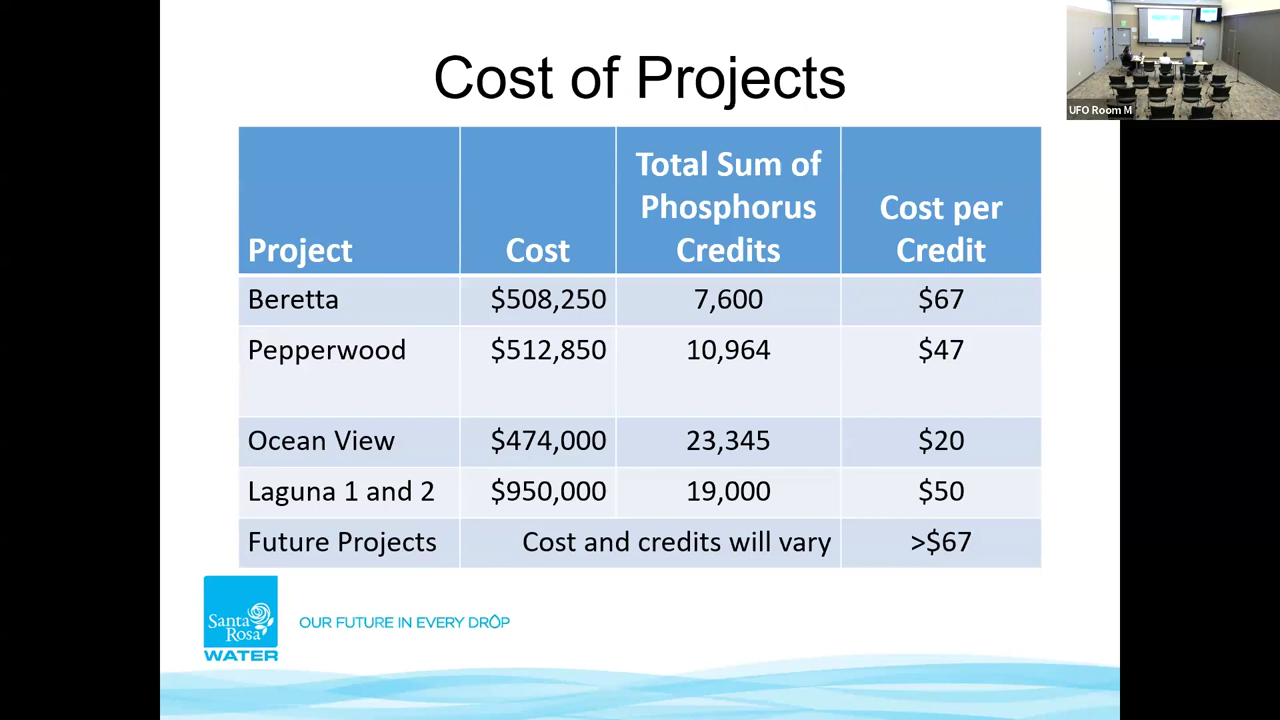 Cost of Projects
UFO Room M
Project Cost Total Sum of Phosphorus Credits Cost per Credit
Beretta $508,250 7,600 $67
Pepperwood $512,850 10,964 $47
Ocean View $474,000 23,345 $20
Laguna 1 and 2 $950,000 19,000 $50
Future Projects Cost and credits will vary >$67
Santa
Rosa
WATER
OUR FUTURE IN EVERY DROP